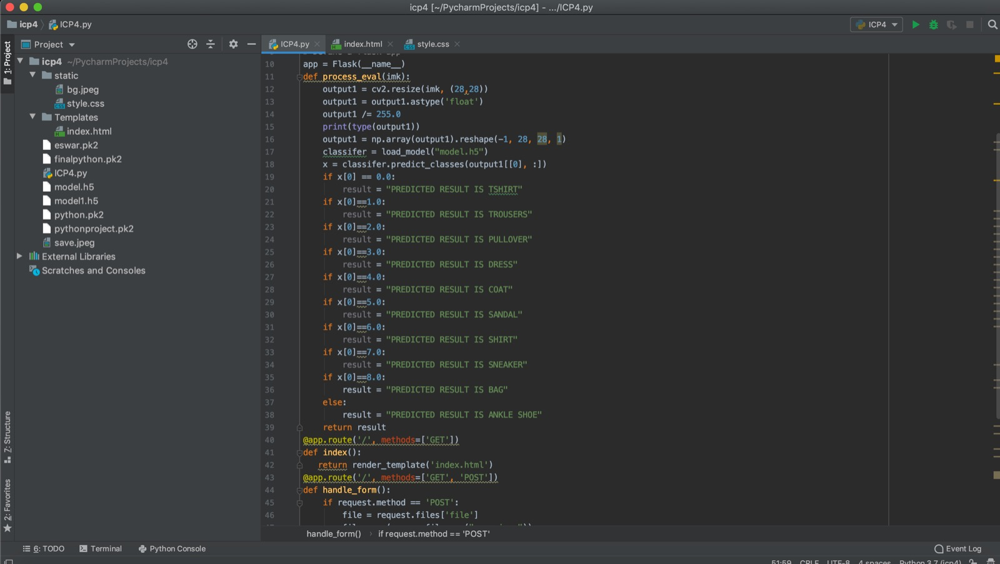 icp4 [~/PycharmProjects/icp4] - .../ICP4.py
icp4 ICP4.py
ICP4
1: Project
Project
ICP4.py index.html style.css
icp4 ~/PycharmProjects/icp4
static
bg.jpeg
style.css
Templates
index.html
eswar.pk2
finalpython.pk2
ICP4.py
model.h5
model1.h5
python.pk2
pythonproject.pk2
save.jpeg
External Libraries
Scratches and Consoles
Z: Structure
2: Favorites
10 app = Flask(__name__)
11 def process_eval(imk):
12 output1 = cv2.resize(imk, (28,28))
13 output1 = output1.astype('float')
14 output1 /= 255.0
15 print(type(output1))
16 output1 = np.array(output1).reshape(-1, 28, 28, 1)
17 classifer = load_model("model.h5")
18 x = classifer.predict_classes(output1[[0], :])
19 if x[0] == 0.0:
20 result = "PREDICTED RESULT IS TSHIRT"
21 if x[0]==1.0:
22 result = "PREDICTED RESULT IS TROUSERS"
23 if x[0]==2.0:
24 result = "PREDICTED RESULT IS PULLOVER"
25 if x[0]==3.0:
26 result = "PREDICTED RESULT IS DRESS"
27 if x[0]==4.0:
28 result = "PREDICTED RESULT IS COAT"
29 if x[0]==5.0:
30 result = "PREDICTED RESULT IS SANDAL"
31 if x[0]==6.0:
32 result = "PREDICTED RESULT IS SHIRT"
33 if x[0]==7.0:
34 result = "PREDICTED RESULT IS SNEAKER"
35 if x[0]==8.0:
36 result = "PREDICTED RESULT IS BAG"
37 else:
38 result = "PREDICTED RESULT IS ANKLE SHOE"
39 return result
40 @app.route('/', methods=['GET'])
41 def index():
42 return render_template('index.html')
43 @app.route('/', methods=['GET', 'POST'])
44 def handle_form():
45 if request.method == 'POST':
46 file = request.files['file']
handle_form() if request.method == 'POST'
6: TODO Terminal Python Console Event Log
51:59 CRLF UTF-8 4 spaces Python 3.7 (icp4)